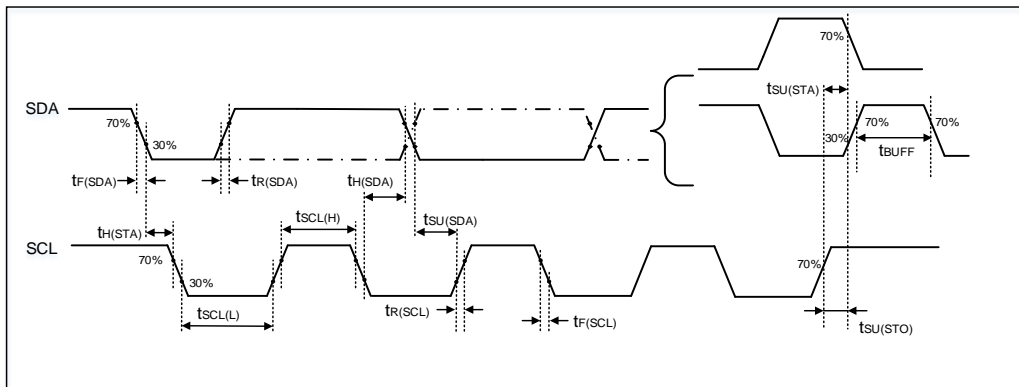 70%
tSU(STA)
SDA
70%
30%
30%
70%
70%
tBUFF
tF(SDA)
tR(SDA)
tH(SDA)
tH(STA)
tSCL(H)
tSU(SDA)
SCL
70%
30%
70%
tSCL(L)
tR(SCL)
tF(SCL)
tSU(STO)